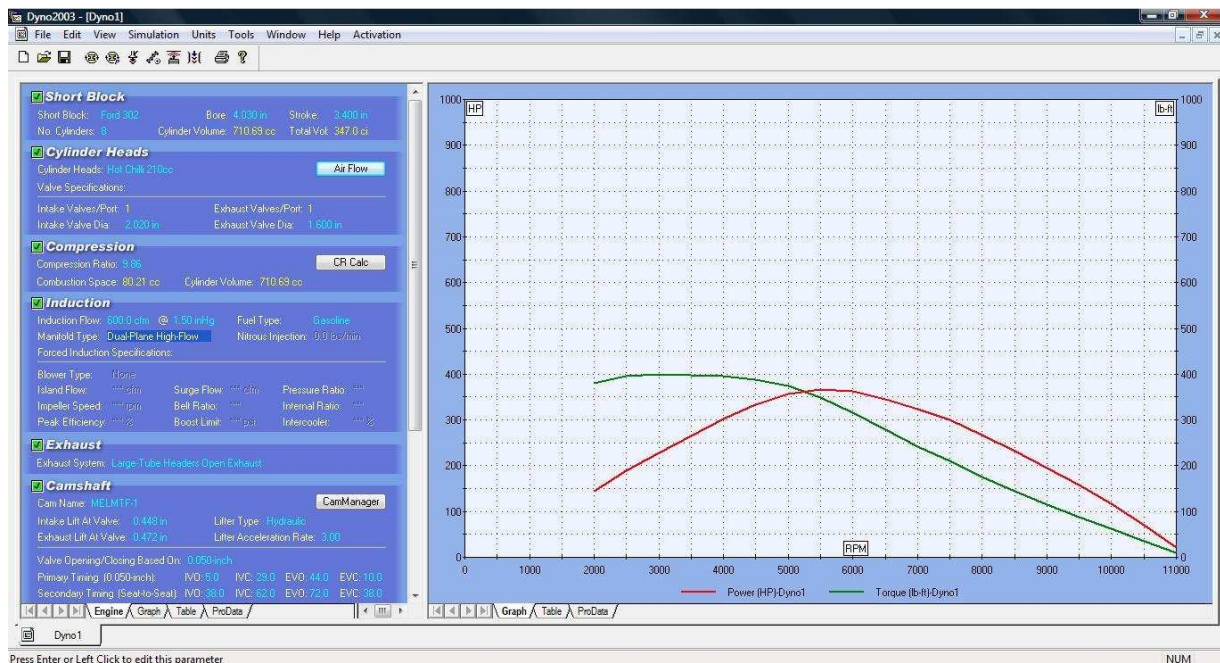 Dyno2003 - [Dyno1]
File Edit View Simulation Units Tools Window Help Activation
Short Block
Short Block: Ford 302 Bore: 4.030 in Stroke: 3.400 in
No. Cylinders: 8 Cylinder Volume: 710.69 cc Total Vol: 347.0 ci
Cylinder Heads
Cylinder Heads: Hot Chilli 210cc Air Flow
Valve Specifications:
Intake Valves/Port: 1 Exhaust Valves/Port: 1
Intake Valve Dia: 2.020 in Exhaust Valve Dia: 1.600 in
Compression
Compression Ratio: 9.86 CR Calc
Combustion Space: 80.21 cc Cylinder Volume: 710.69 cc
Induction
Induction Flow: 600.0 cfm @ 1.50 inHg Fuel Type: Gasoline
Manifold Type: Dual-Plane High-Flow Nitrous Injection: 0.0 lbs/min
Forced Induction Specifications:
Blower Type: None
Island Flow: *** cfm Surge Flow: *** cfm Pressure Ratio: ***
Impeller Speed: *** rpm Belt Ratio: *** Internal Ratio: ***
Peak Efficiency: *** % Boost Limit: *** psi Intercooler: *** %
Exhaust
Exhaust System: Large-Tube Headers Open Exhaust
Camshaft
Cam Name: MELMTF-1 CamManager
Intake Lift At Valve: 0.448 in Lifter Type: Hydraulic
Exhaust Lift At Valve: 0.472 in Lifter Acceleration Rate: 3.00
Valve Opening/Closing Based On: 0.050-inch
Primary Timing (0.050-inch): IVO: 5.0 IVC: 29.0 EVO: 44.0 EVC: 10.0
Secondary Timing (Seat-to-Seat): IVO: 38.0 IVC: 62.0 EVO: 72.0 EVC: 38.0
Engine Graph Table ProData
HP lb-ft
1000 1000
900 900
800 800
700 700
600 600
500 500
400 400
300 300
200 200
100 100
0 0
RPM
0 1000 2000 3000 4000 5000 6000 7000 8000 9000 10000 11000
Power (HP)-Dyno1 Torque (lb-ft)-Dyno1
Graph Table ProData
Dyno1
Press Enter or Left Click to edit this parameter NUM